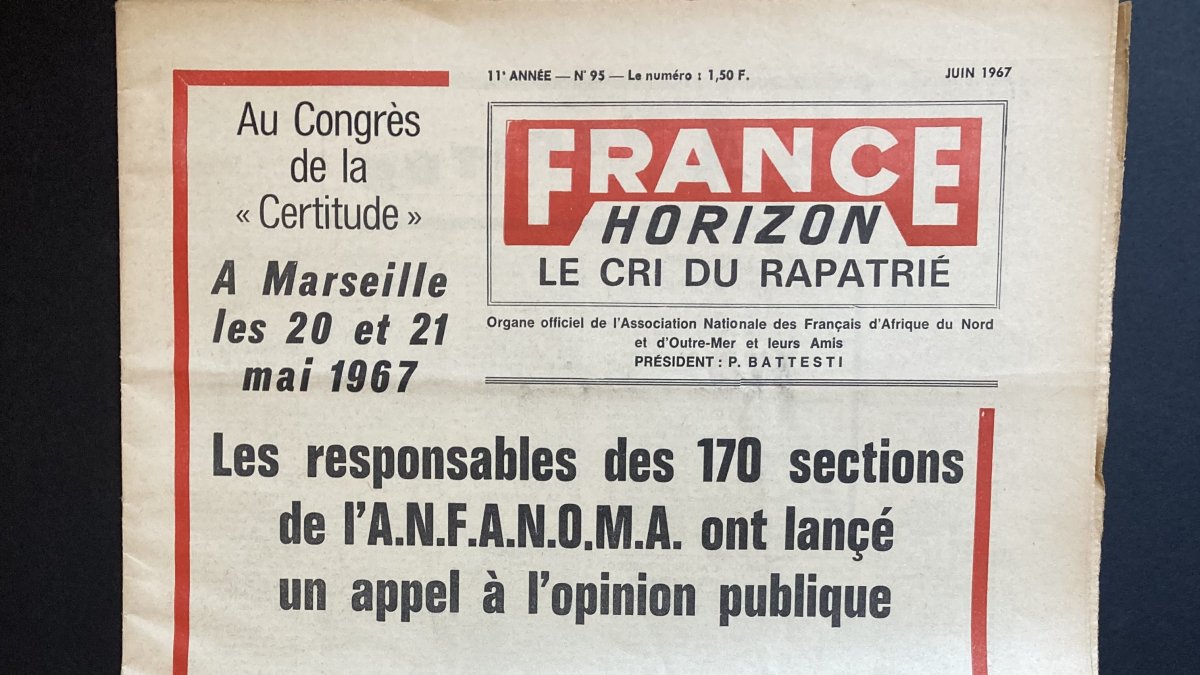 11e ANNÉE — N° 95 — Le numéro : 1,50 F.
JUIN 1967
Au Congrès
de la
« Certitude »
A Marseille
les 20 et 21
mai 1967
FRANCE
HORIZON
LE CRI DU RAPATRIÉ
Organe officiel de l'Association Nationale des Français d'Afrique du Nord
et d'Outre-Mer et leurs Amis
PRÉSIDENT : P. BATTESTI
Les responsables des 170 sections
de l'A.N.F.A.N.O.M.A. ont lançé
un appel à l'opinion publique